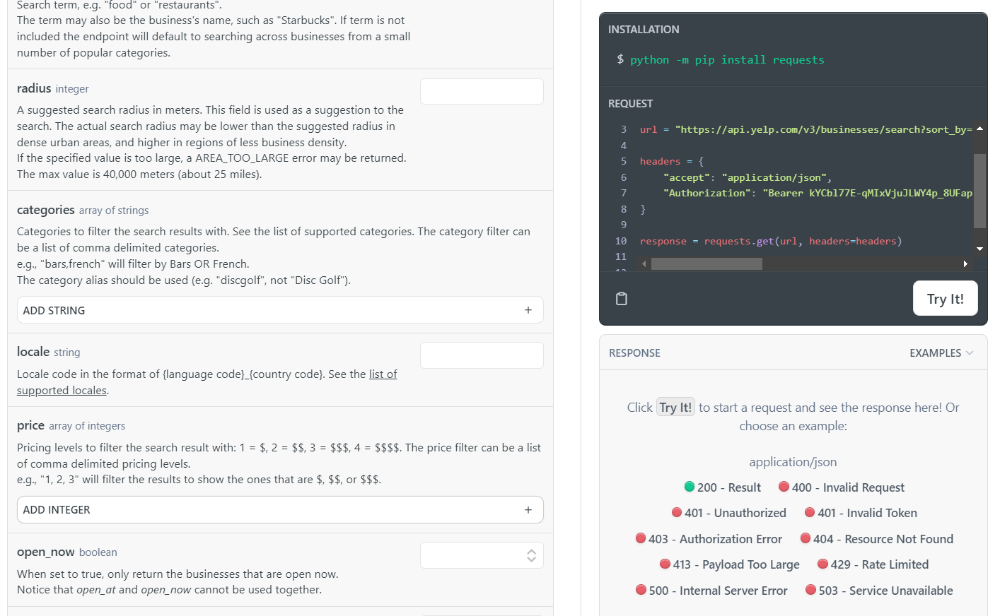 Search term, e.g. "food" or "restaurants".
The term may also be the business's name, such as "Starbucks". If term is not
included the endpoint will default to searching across businesses from a small
number of popular categories.
radius integer
A suggested search radius in meters. This field is used as a suggestion to the
search. The actual search radius may be lower than the suggested radius in
dense urban areas, and higher in regions of less business density.
If the specified value is too large, a AREA_TOO_LARGE error may be returned.
The max value is 40,000 meters (about 25 miles).
categories array of strings
Categories to filter the search results with. See the list of supported categories. The category filter can
be a list of comma delimited categories.
e.g., "bars,french" will filter by Bars OR French.
The category alias should be used (e.g. "discgolf", not "Disc Golf").
ADD STRING +
locale string
Locale code in the format of {language code}_{country code}. See the list of
supported locales.
price array of integers
Pricing levels to filter the search result with: 1 = $, 2 = $$, 3 = $$$, 4 = $$$$. The price filter can be a list
of comma delimited pricing levels.
e.g., "1, 2, 3" will filter the results to show the ones that are $, $$, or $$$.
ADD INTEGER +
open_now boolean
When set to true, only return the businesses that are open now.
Notice that open_at and open_now cannot be used together.
INSTALLATION
$ python -m pip install requests
REQUEST
3 url = "https://api.yelp.com/v3/businesses/search?sort_by=
4
5 headers = {
6 "accept": "application/json",
7 "Authorization": "Bearer kYCbl77E-qMIxVjuJLWY4p_8UFap
8 }
9
10 response = requests.get(url, headers=headers)
11
12
Try It!
RESPONSE
EXAMPLES
Click Try It! to start a request and see the response here! Or
choose an example:
application/json
200 - Result 400 - Invalid Request
401 - Unauthorized 401 - Invalid Token
403 - Authorization Error 404 - Resource Not Found
413 - Payload Too Large 429 - Rate Limited
500 - Internal Server Error 503 - Service Unavailable